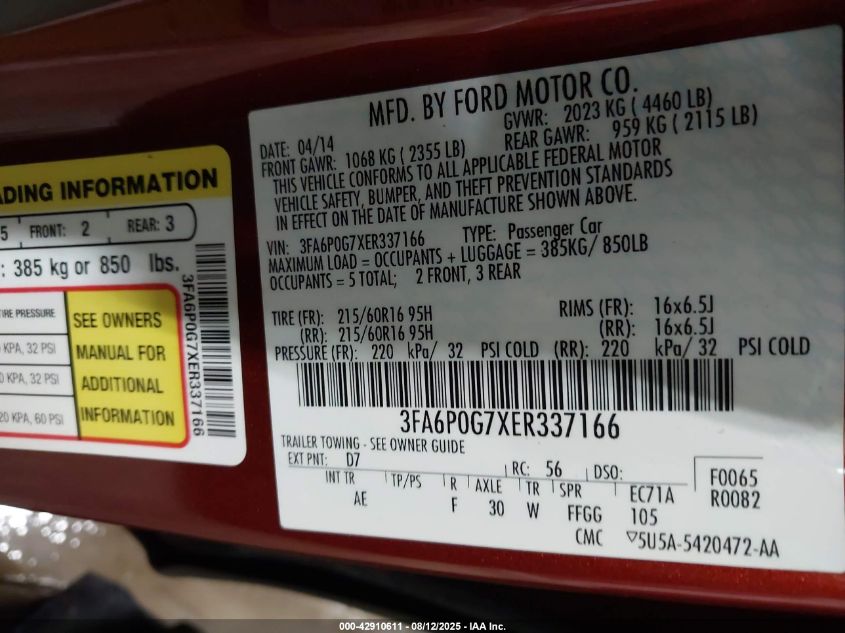 ADING INFORMATION
5 FRONT: 2 REAR: 3
: 385 kg or 850 lbs.
IRE PRESSURE
KPA, 32 PSI
0 KPA, 32 PSI
20 KPA, 60 PSI
SEE OWNERS
MANUAL FOR
ADDITIONAL
INFORMATION
3FA6P0G7XER337166
MFD. BY FORD MOTOR CO.
DATE: 04/14 GVWR: 2023 KG ( 4460 LB)
FRONT GAWR: 1068 KG ( 2355 LB) REAR GAWR: 959 KG ( 2115 LB)
THIS VEHICLE CONFORMS TO ALL APPLICABLE FEDERAL MOTOR
VEHICLE SAFETY, BUMPER, AND THEFT PREVENTION STANDARDS
IN EFFECT ON THE DATE OF MANUFACTURE SHOWN ABOVE.
VIN: 3FA6P0G7XER337166 TYPE: Passenger Car
MAXIMUM LOAD = OCCUPANTS + LUGGAGE = 385KG/ 850LB
OCCUPANTS = 5 TOTAL; 2 FRONT, 3 REAR
TIRE (FR): 215/60R16 95H RIMS (FR): 16x6.5J
(RR): 215/60R16 95H (RR): 16x6.5J
PRESSURE (FR): 220 kPa/ 32 PSI COLD (RR): 220 kPa/ 32 PSI COLD
3FA6P0G7XER337166
TRAILER TOWING - SEE OWNER GUIDE
EXT PNT: D7 RC: 56 DSO: F0065
INT TR TP/PS R AXLE TR SPR EC71A R0082
AE F 30 W FFGG 105
CMC ▽5U5A-5420472-AA
000-42910611 - 08/12/2025 - IAA Inc.